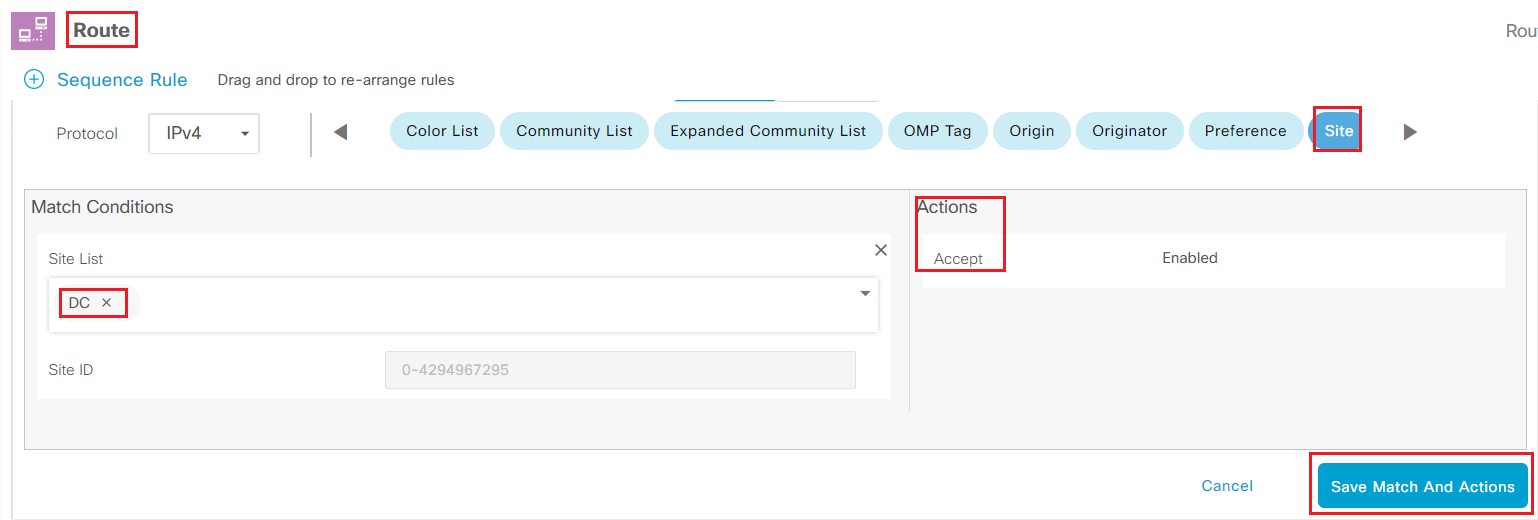 Route
Rou
Sequence Rule Drag and drop to re-arrange rules
Protocol IPv4 Color List Community List Expanded Community List OMP Tag Origin Originator Preference Site
Match Conditions Actions
Site List Accept Enabled
DC ×
Site ID 0-4294967295
Cancel Save Match And Actions